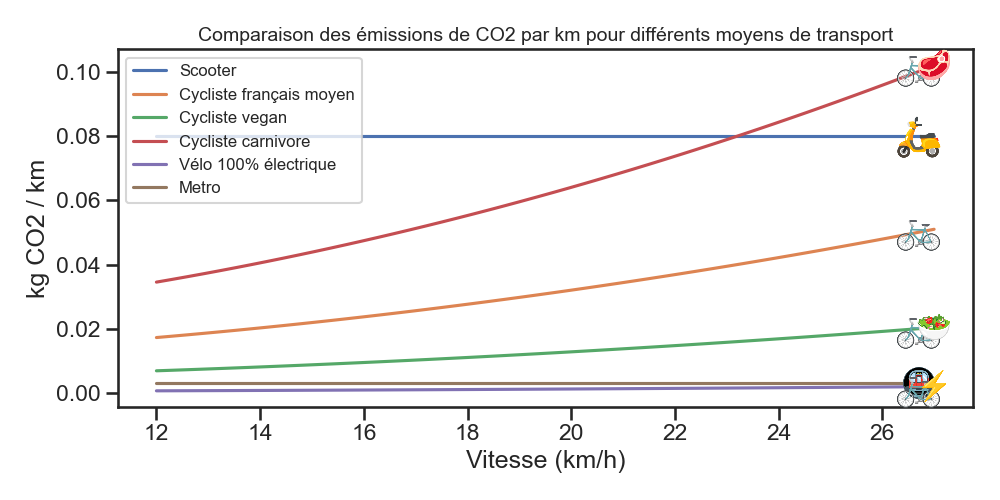 Comparaison des émissions de CO2 par km pour différents moyens de transport
Scooter
Cycliste français moyen
Cycliste vegan
Cycliste carnivore
Vélo 100% électrique
Metro
kg CO2 / km
0.10
0.08
0.06
0.04
0.02
0.00
12 14 16 18 20 22 24 26
Vitesse (km/h)